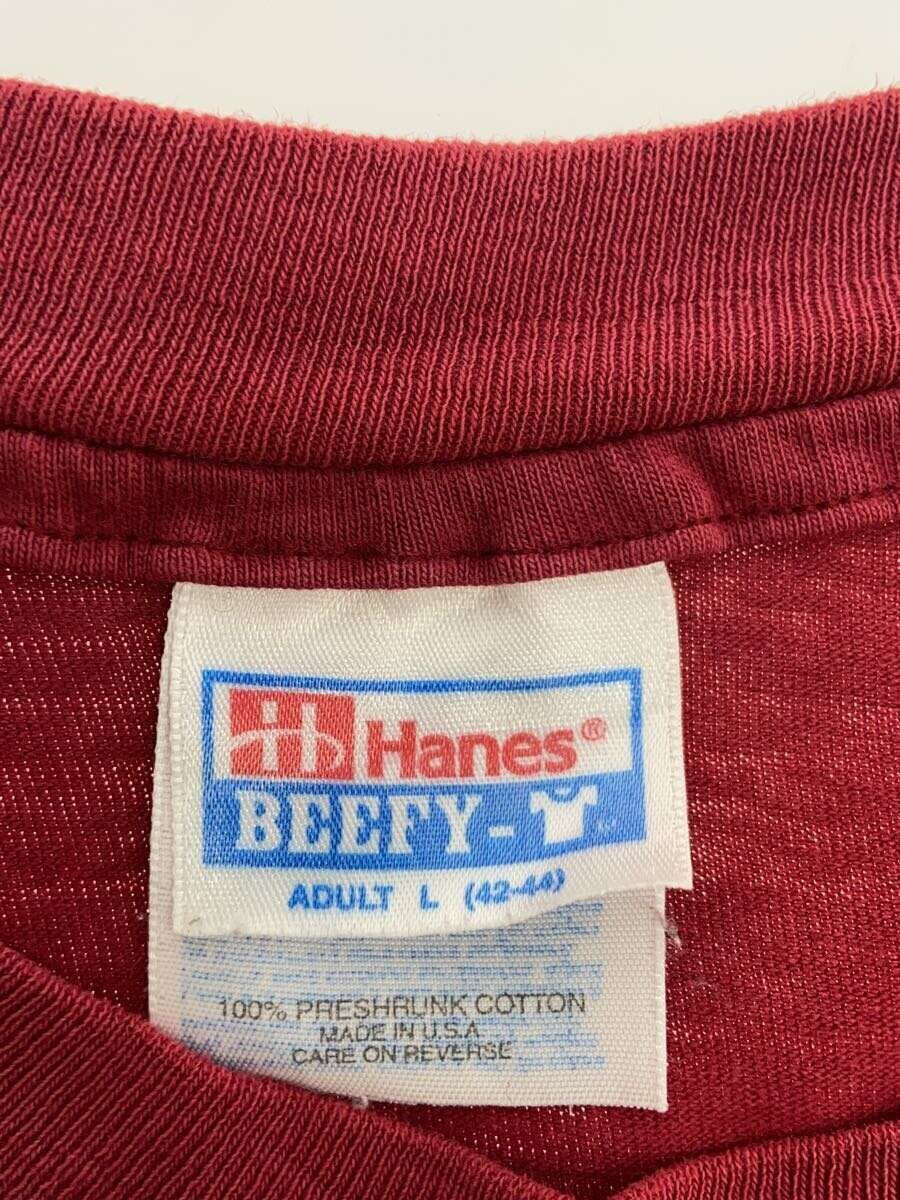 Hanes®
BEEFY-
ADULT L (42-44)
100% PRESHRUNK COTTON
MADE IN U.S.A
CARE ON REVERSE